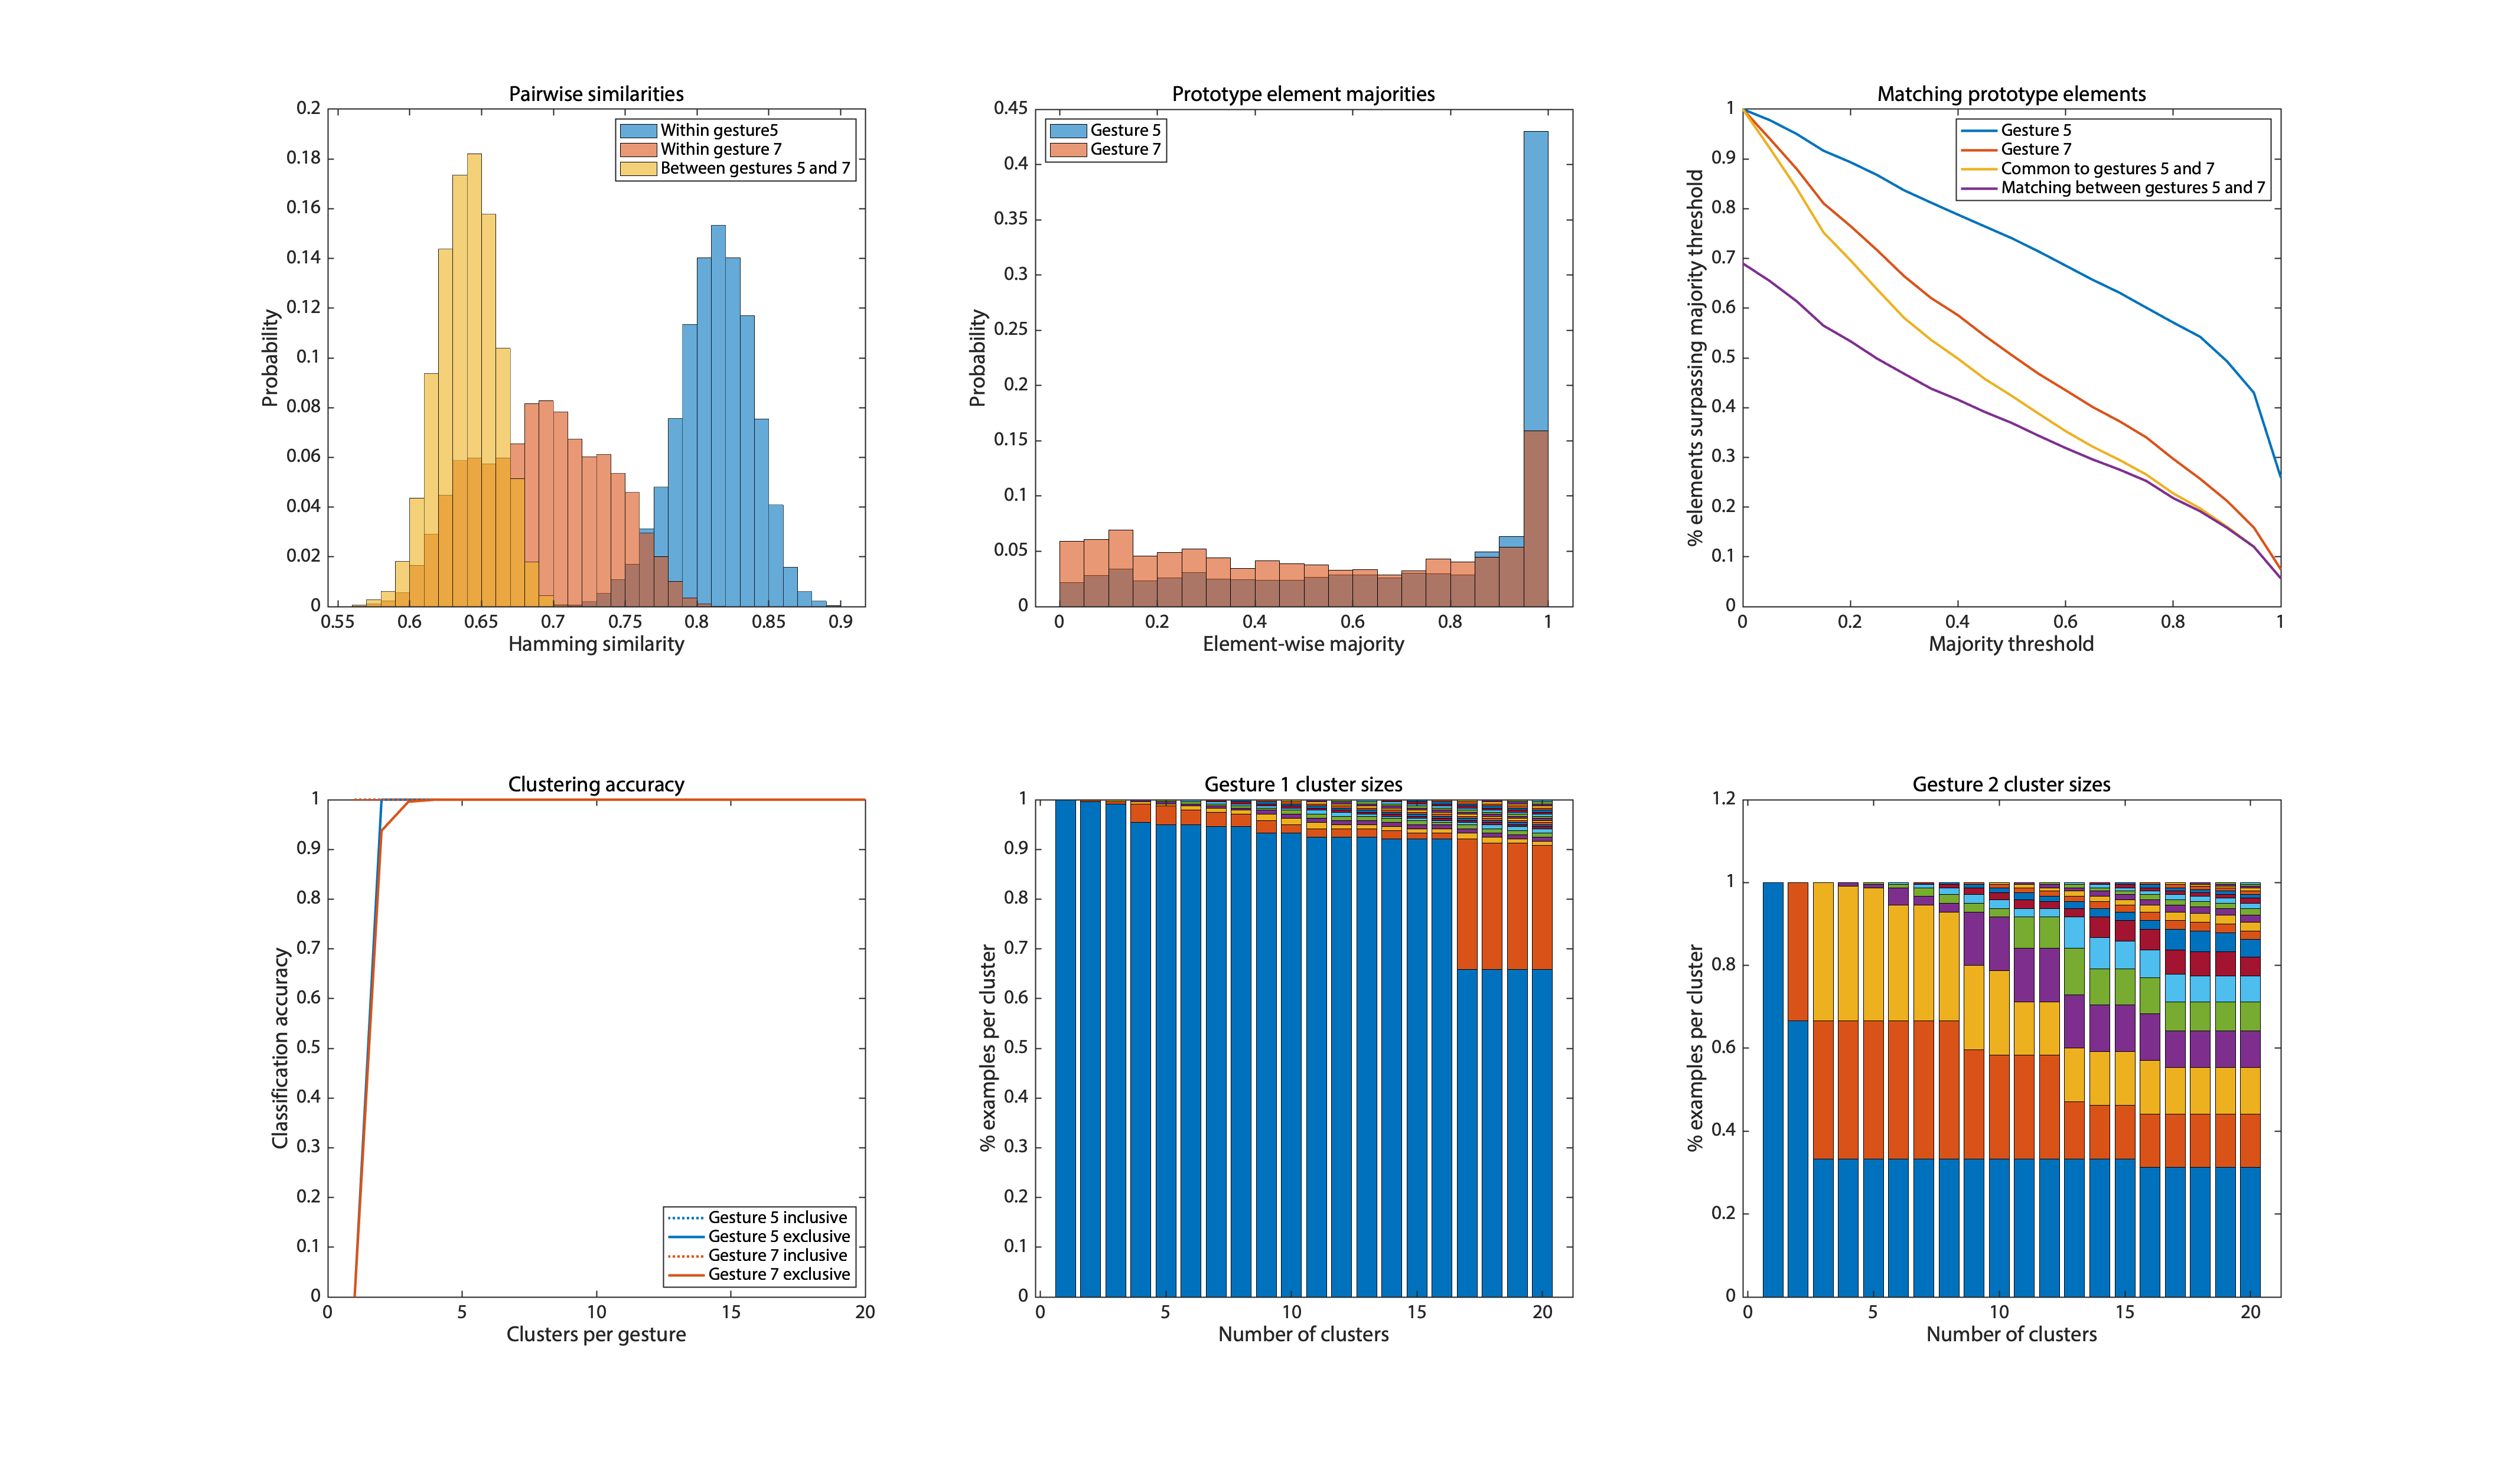 Pairwise similarities
0.2
0.18
0.16
0.14
0.12
0.1
0.08
0.06
0.04
0.02
0
Probability
Within gesture5
Within gesture 7
Between gestures 5 and 7
0.55 0.6 0.65 0.7 0.75 0.8 0.85 0.9
Hamming similarity
Prototype element majorities
0.45
0.4
0.35
0.3
0.25
0.2
0.15
0.1
0.05
0
Probability
Gesture 5
Gesture 7
0 0.2 0.4 0.6 0.8 1
Element-wise majority
Matching prototype elements
1
0.9
0.8
0.7
0.6
0.5
0.4
0.3
0.2
0.1
0
% elements surpassing majority threshold
Gesture 5
Gesture 7
Common to gestures 5 and 7
Matching between gestures 5 and 7
0 0.2 0.4 0.6 0.8 1
Majority threshold
Clustering accuracy
1
0.9
0.8
0.7
0.6
0.5
0.4
0.3
0.2
0.1
0
Classification accuracy
Gesture 5 inclusive
Gesture 5 exclusive
Gesture 7 inclusive
Gesture 7 exclusive
0 5 10 15 20
Clusters per gesture
Gesture 1 cluster sizes
1
0.9
0.8
0.7
0.6
0.5
0.4
0.3
0.2
0.1
0
% examples per cluster
0 5 10 15 20
Number of clusters
Gesture 2 cluster sizes
1.2
1
0.8
0.6
0.4
0.2
0
% examples per cluster
0 5 10 15 20
Number of clusters